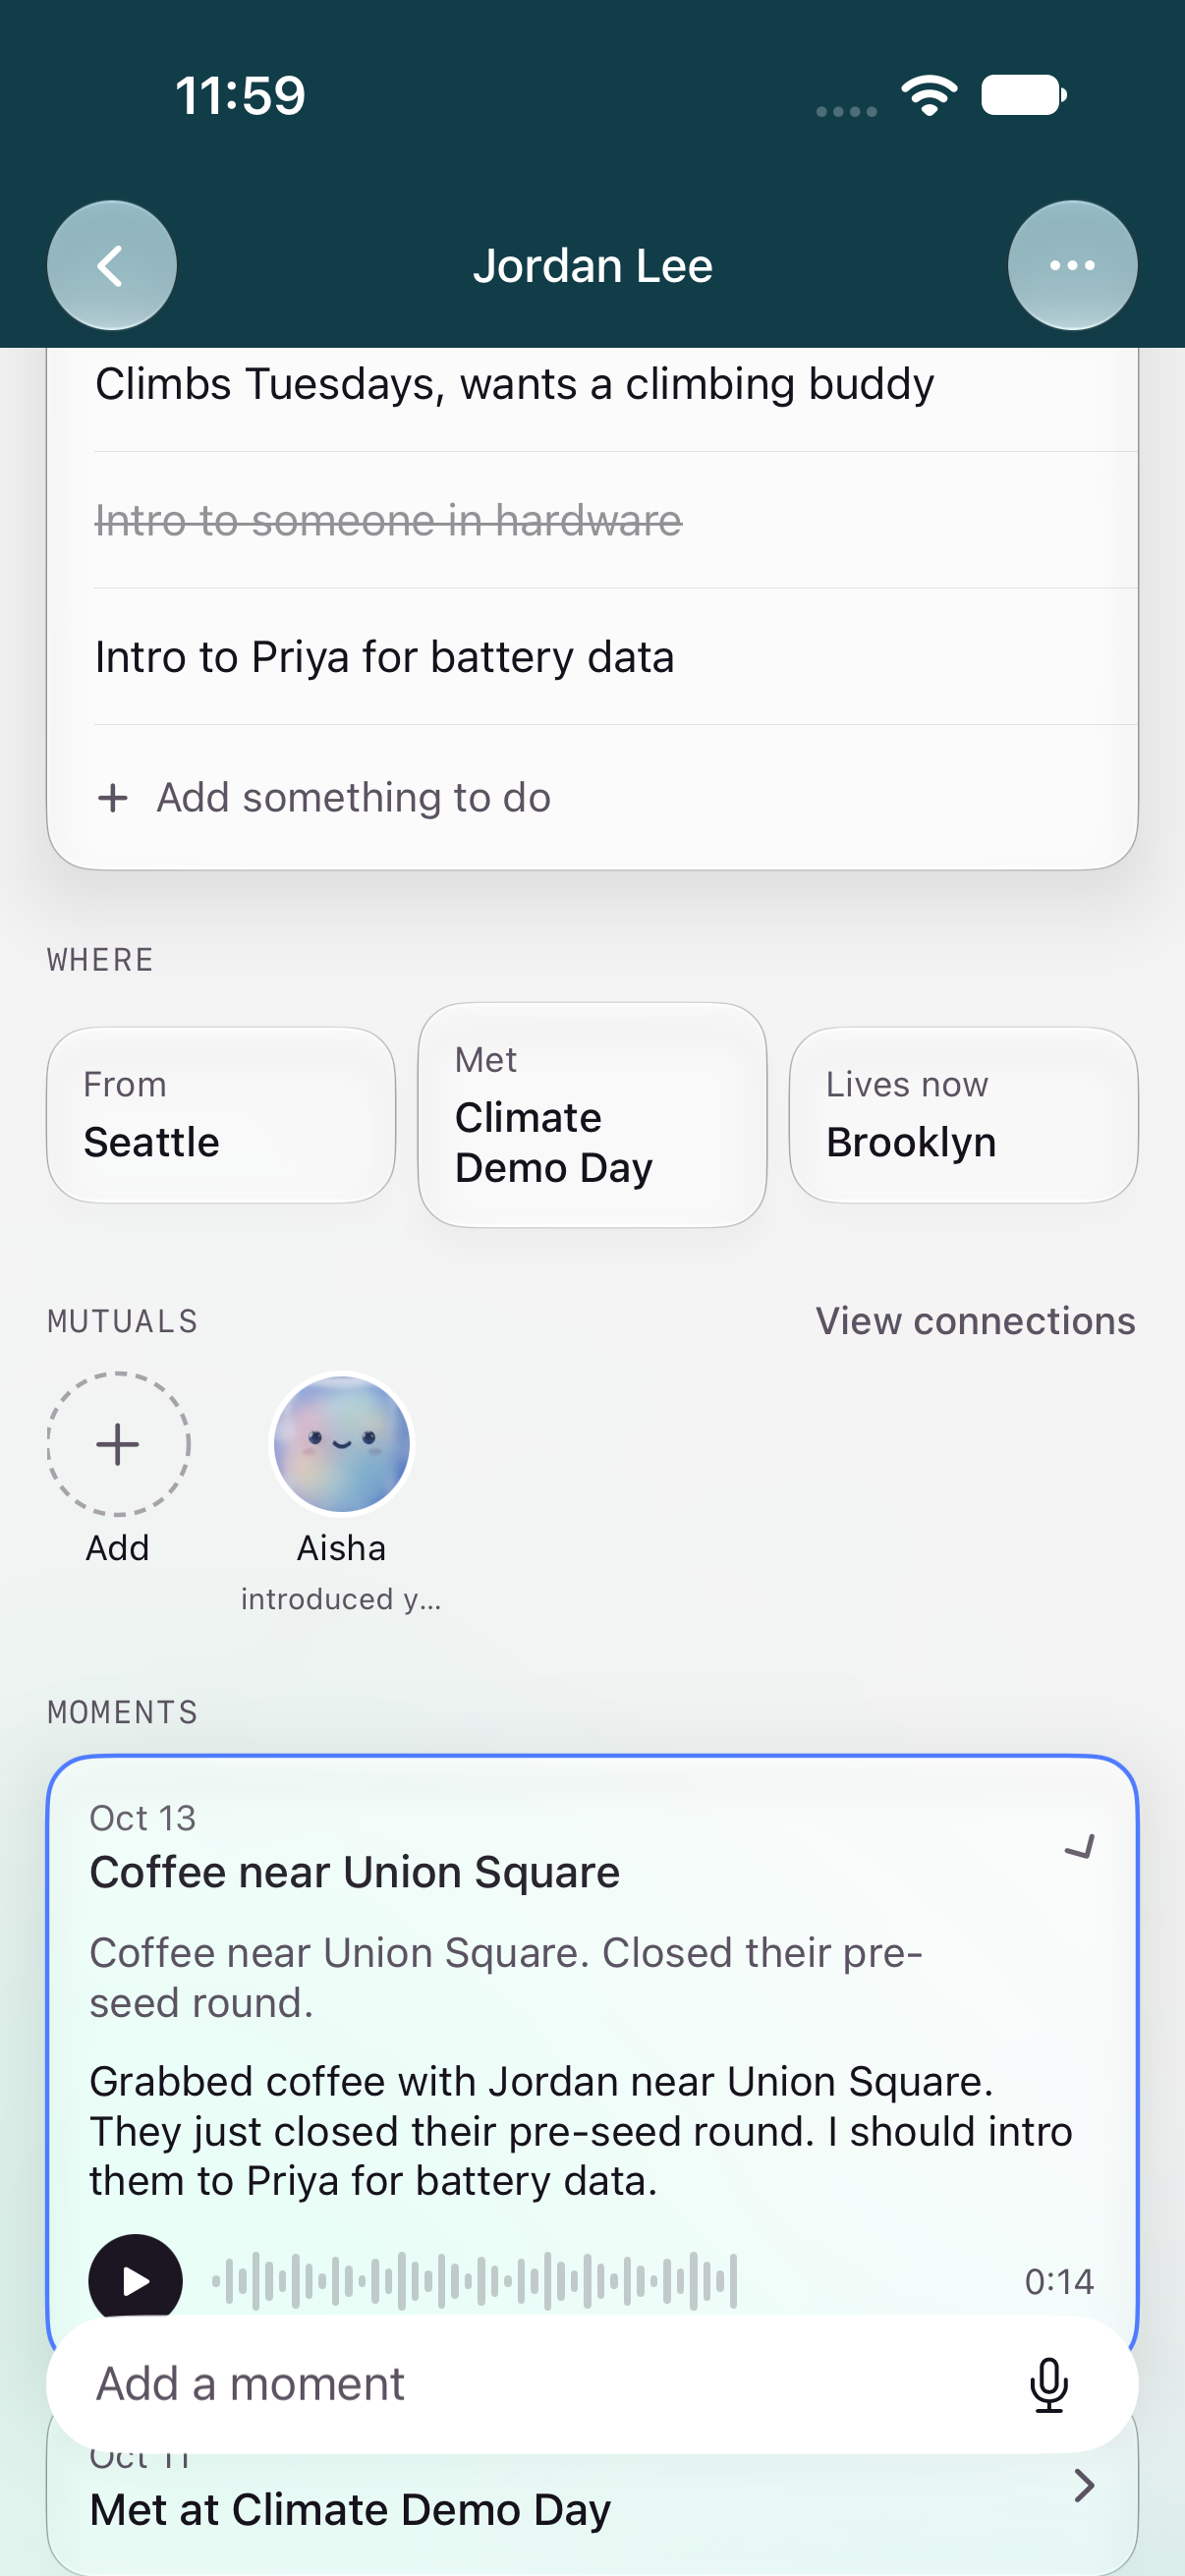 11:59
Jordan Lee
Climbs Tuesdays, wants a climbing buddy
Intro to someone in hardware
Intro to Priya for battery data
+ Add something to do
WHERE
From
Seattle
Met
Climate
Demo Day
Lives now
Brooklyn
MUTUALS
View connections
Add
Aisha
introduced y...
MOMENTS
Oct 13
Coffee near Union Square
Coffee near Union Square. Closed their pre-
seed round.
Grabbed coffee with Jordan near Union Square.
They just closed their pre-seed round. I should intro
them to Priya for battery data.
0:14
Add a moment
Oct 11
Met at Climate Demo Day